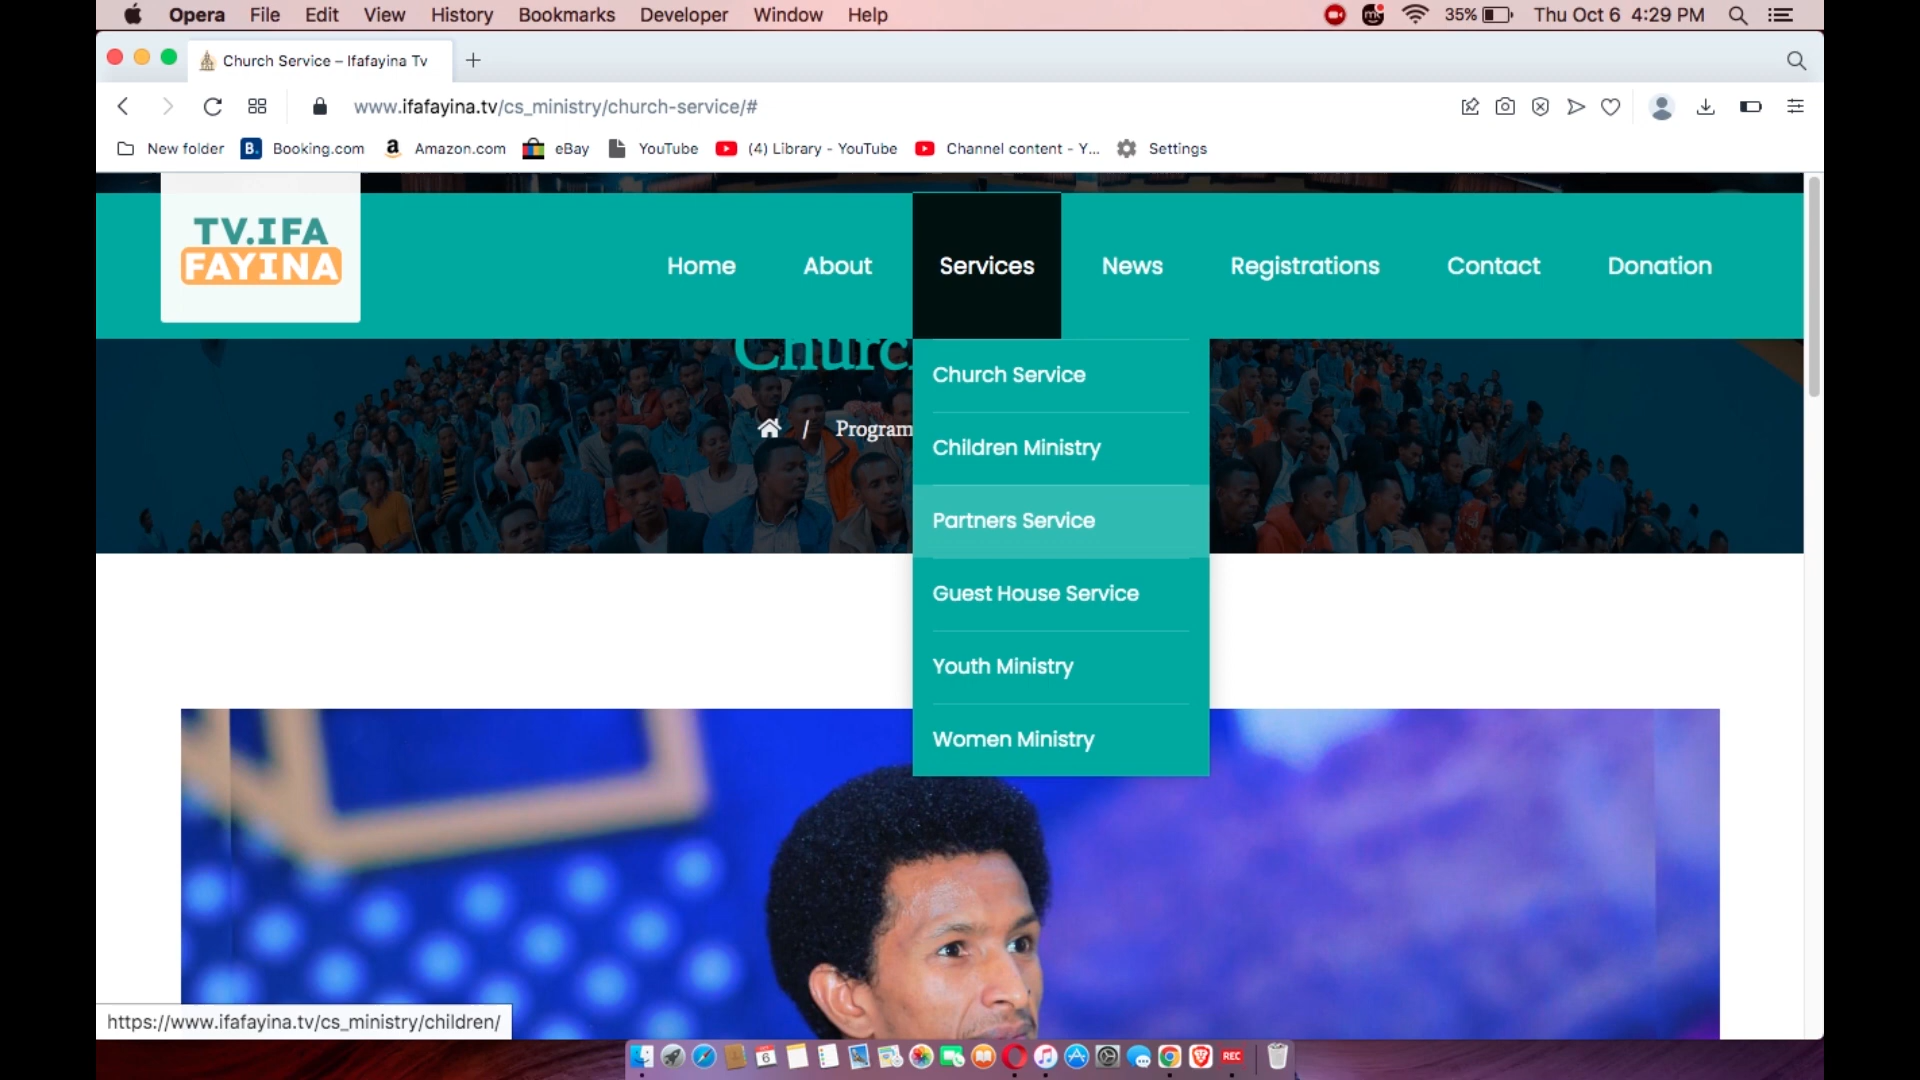 Opera File Edit View History Bookmarks Developer Window Help 35% Thu Oct 6 4:29 PM
Church Service – Ifafayina Tv
www.ifafayina.tv/cs_ministry/church-service/#
New folder B. Booking.com a Amazon.com eBay YouTube (4) Library - YouTube Channel content - Y... Settings
TV.IFA
FAYINA
Home About Services News Registrations Contact Donation
Church Service
Children Ministry
/ Program
Partners Service
Guest House Service
Youth Ministry
Women Ministry
https://www.ifafayina.tv/cs_ministry/children/
6
REC